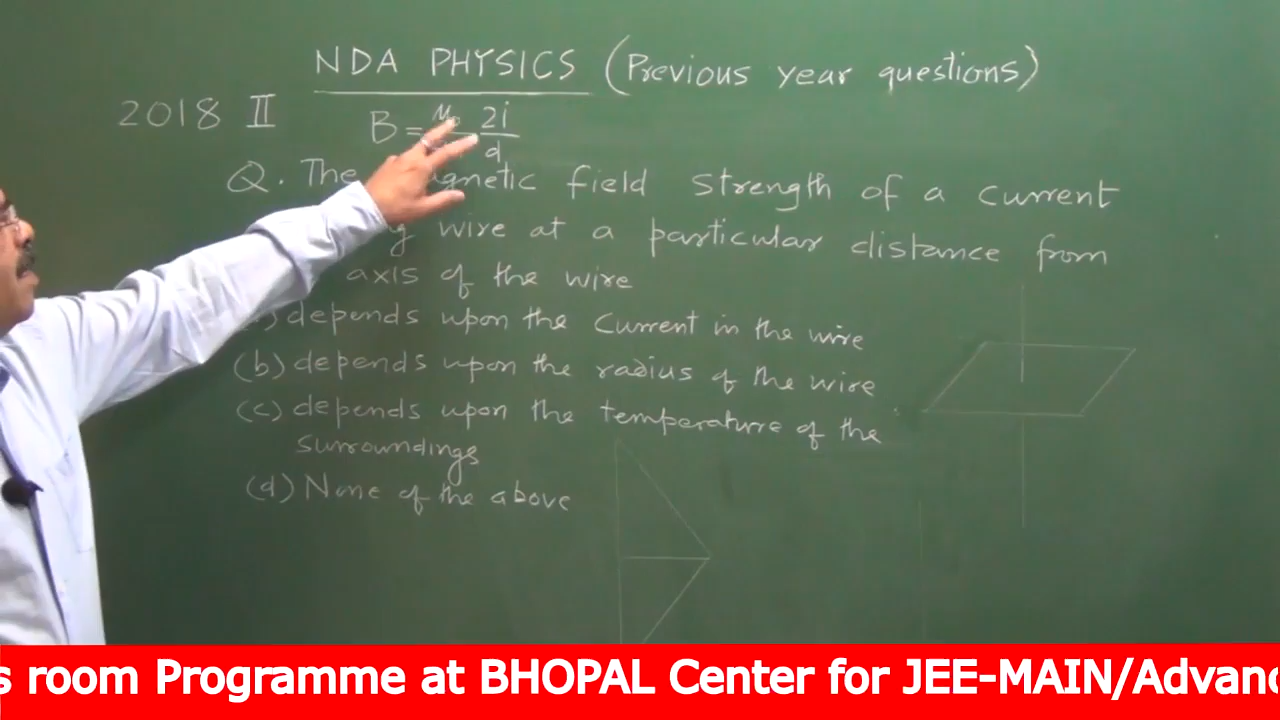 NDA PHYSICS (Previous year questions)
2018 II
B = μ₀ 2i
d
Q. The field strength of a current
wire at a particular distance from
axis of the wire
depends upon the current in the wire
(b) depends upon the radius of the wire
(c) depends upon the temperature of the
surroundings
(d) None of the above
room Programme at BHOPAL Center for JEE-MAIN/Advanc